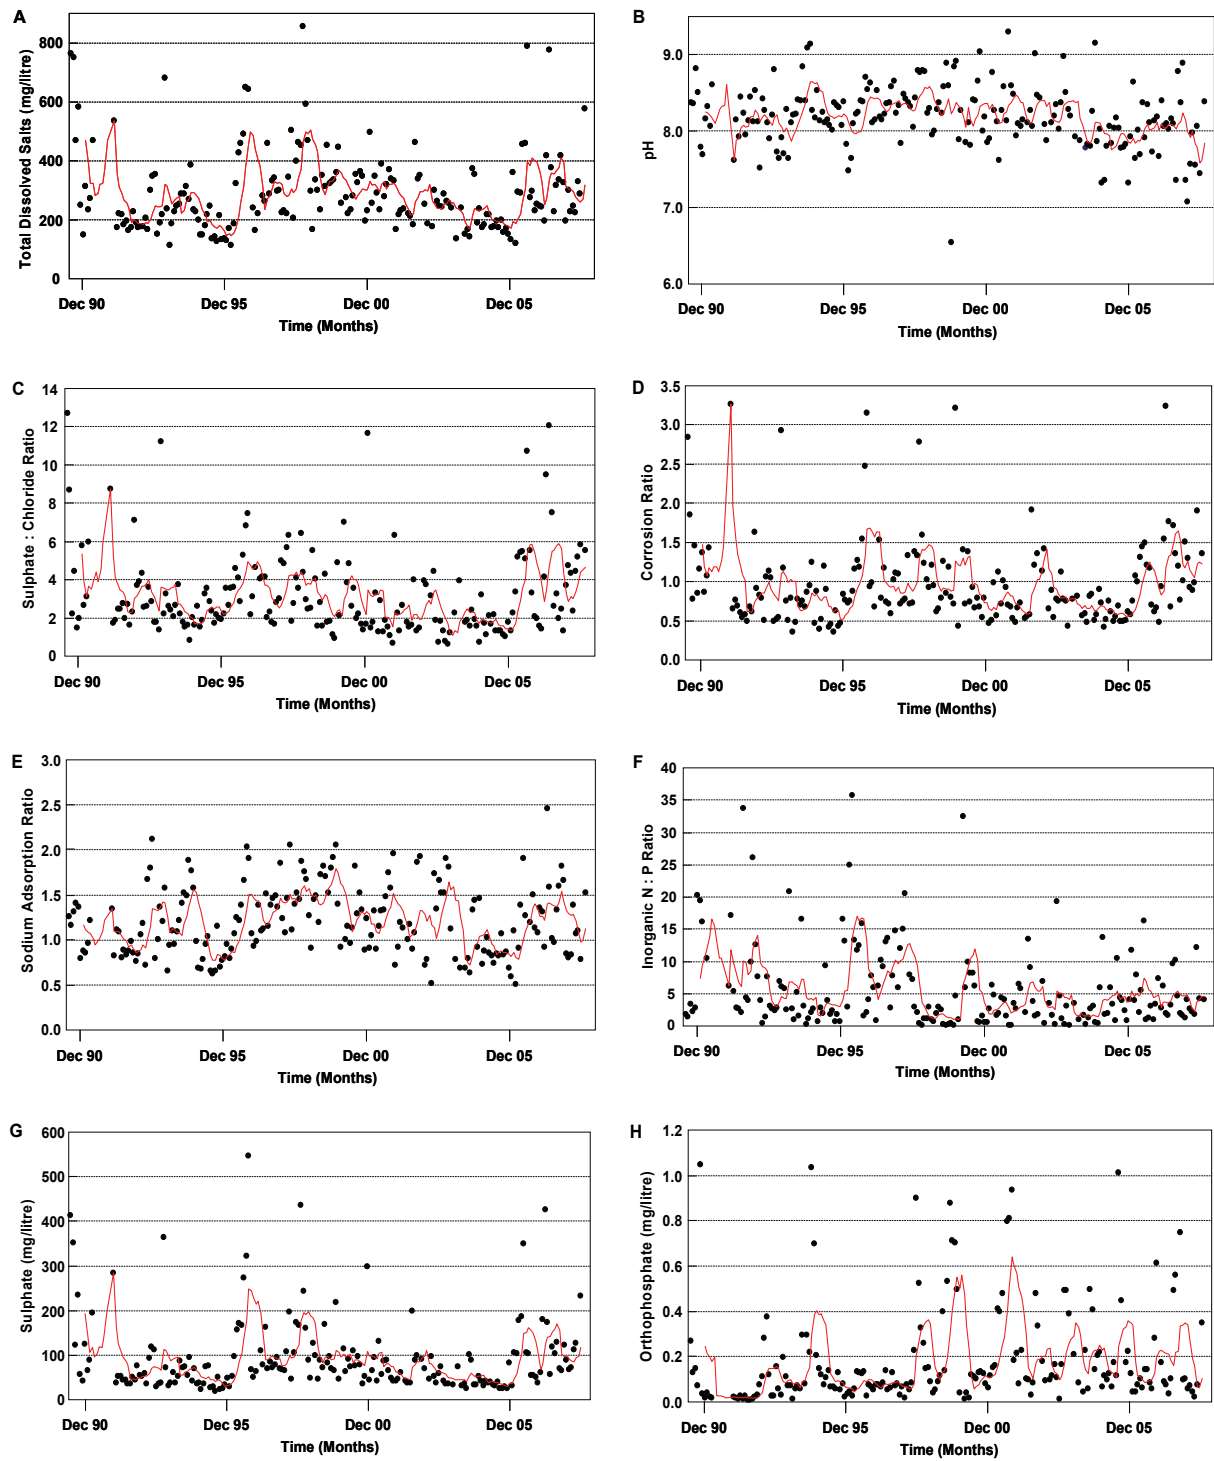 A
Total Dissolved Salts (mg/litre)
800
600
400
200
0
Dec 90 Dec 95 Dec 00 Dec 05
Time (Months)
B
pH
9.0
8.0
7.0
6.0
Dec 90 Dec 95 Dec 00 Dec 05
Time (Months)
C
Sulphate : Chloride Ratio
14
12
10
8
6
4
2
0
Dec 90 Dec 95 Dec 00 Dec 05
Time (Months)
D
Corrosion Ratio
3.5
3.0
2.5
2.0
1.5
1.0
0.5
0.0
Dec 90 Dec 95 Dec 00 Dec 05
Time (Months)
E
Sodium Adsorption Ratio
3.0
2.5
2.0
1.5
1.0
0.5
0.0
Dec 90 Dec 95 Dec 00 Dec 05
Time (Months)
F
Inorganic N : P Ratio
40
35
30
25
20
15
10
5
0
Dec 90 Dec 95 Dec 00 Dec 05
Time (Months)
G
Sulphate (mg/litre)
600
500
400
300
200
100
0
Dec 90 Dec 95 Dec 00 Dec 05
Time (Months)
H
Orthophosphate (mg/litre)
1.2
1.0
0.8
0.6
0.4
0.2
0.0
Dec 90 Dec 95 Dec 00 Dec 05
Time (Months)